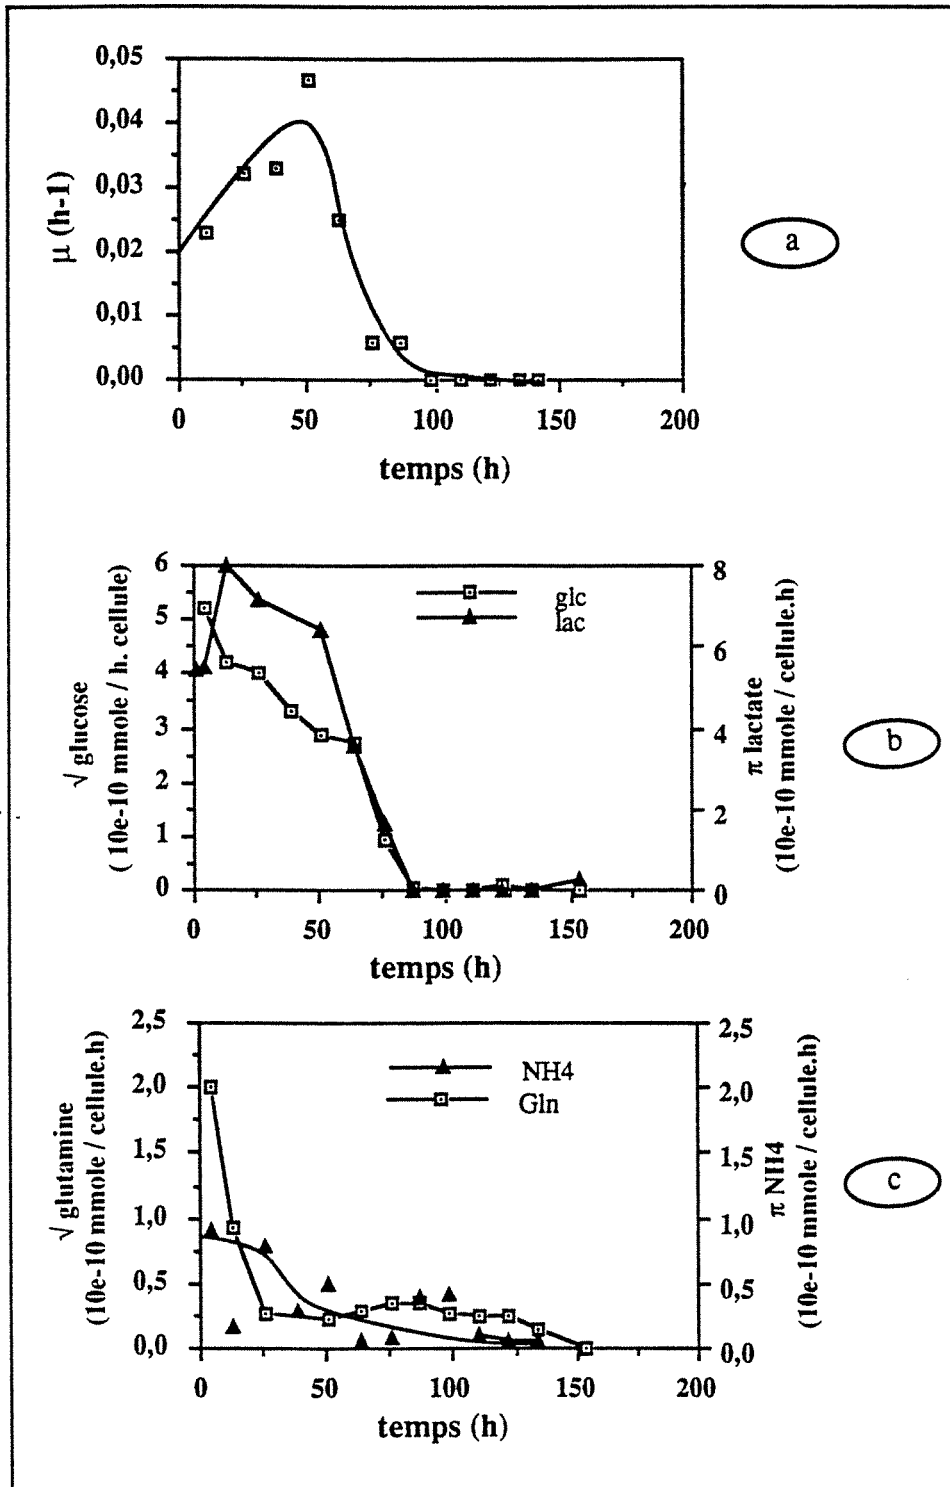 0,05
0,04
0,03
0,02
0,01
0,00
µ (h-1)
0 50 100 150 200
temps (h)
a
6
5
4
3
2
1
0
√ glucose
( 10e-10 mmole / h. cellule)
glc
lac
8
6
4
2
0
π lactate
(10e-10 mmole / cellule.h)
0 50 100 150 200
temps (h)
b
2,5
2,0
1,5
1,0
0,5
0,0
√ glutamine
(10e-10 mmole / cellule.h)
NH4
Gln
2,5
2,0
1,5
1,0
0,5
0,0
π NH4
(10e-10 mmole / cellule.h)
0 50 100 150 200
temps (h)
c